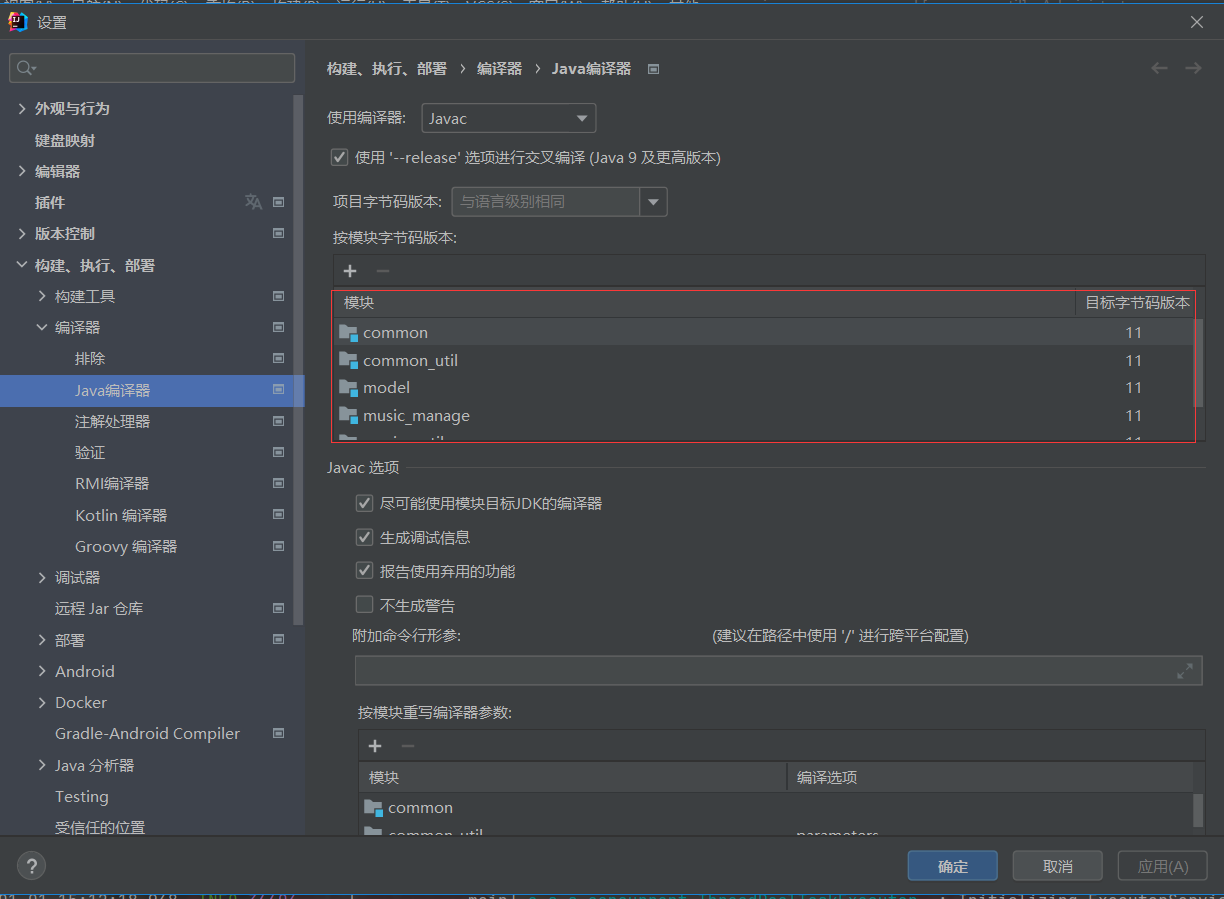 设置
构建、执行、部署 › 编译器 › Java编译器
外观与行为
键盘映射
编辑器
插件
版本控制
构建、执行、部署
构建工具
编译器
排除
Java编译器
注解处理器
验证
RMI编译器
Kotlin 编译器
Groovy 编译器
调试器
远程 Jar 仓库
部署
Android
Docker
Gradle-Android Compiler
Java 分析器
Testing
受信任的位置
使用编译器: Javac
使用 '--release' 选项进行交叉编译 (Java 9 及更高版本)
项目字节码版本: 与语言级别相同
按模块字节码版本:
模块 目标字节码版本
common 11
common_util 11
model 11
music_manage 11
Javac 选项
尽可能使用模块目标JDK的编译器
生成调试信息
报告使用弃用的功能
不生成警告
附加命令行形参: (建议在路径中使用 '/' 进行跨平台配置)
按模块重写编译器参数:
模块 编译选项
common
common_util parameters
? 确定 取消 应用(A)